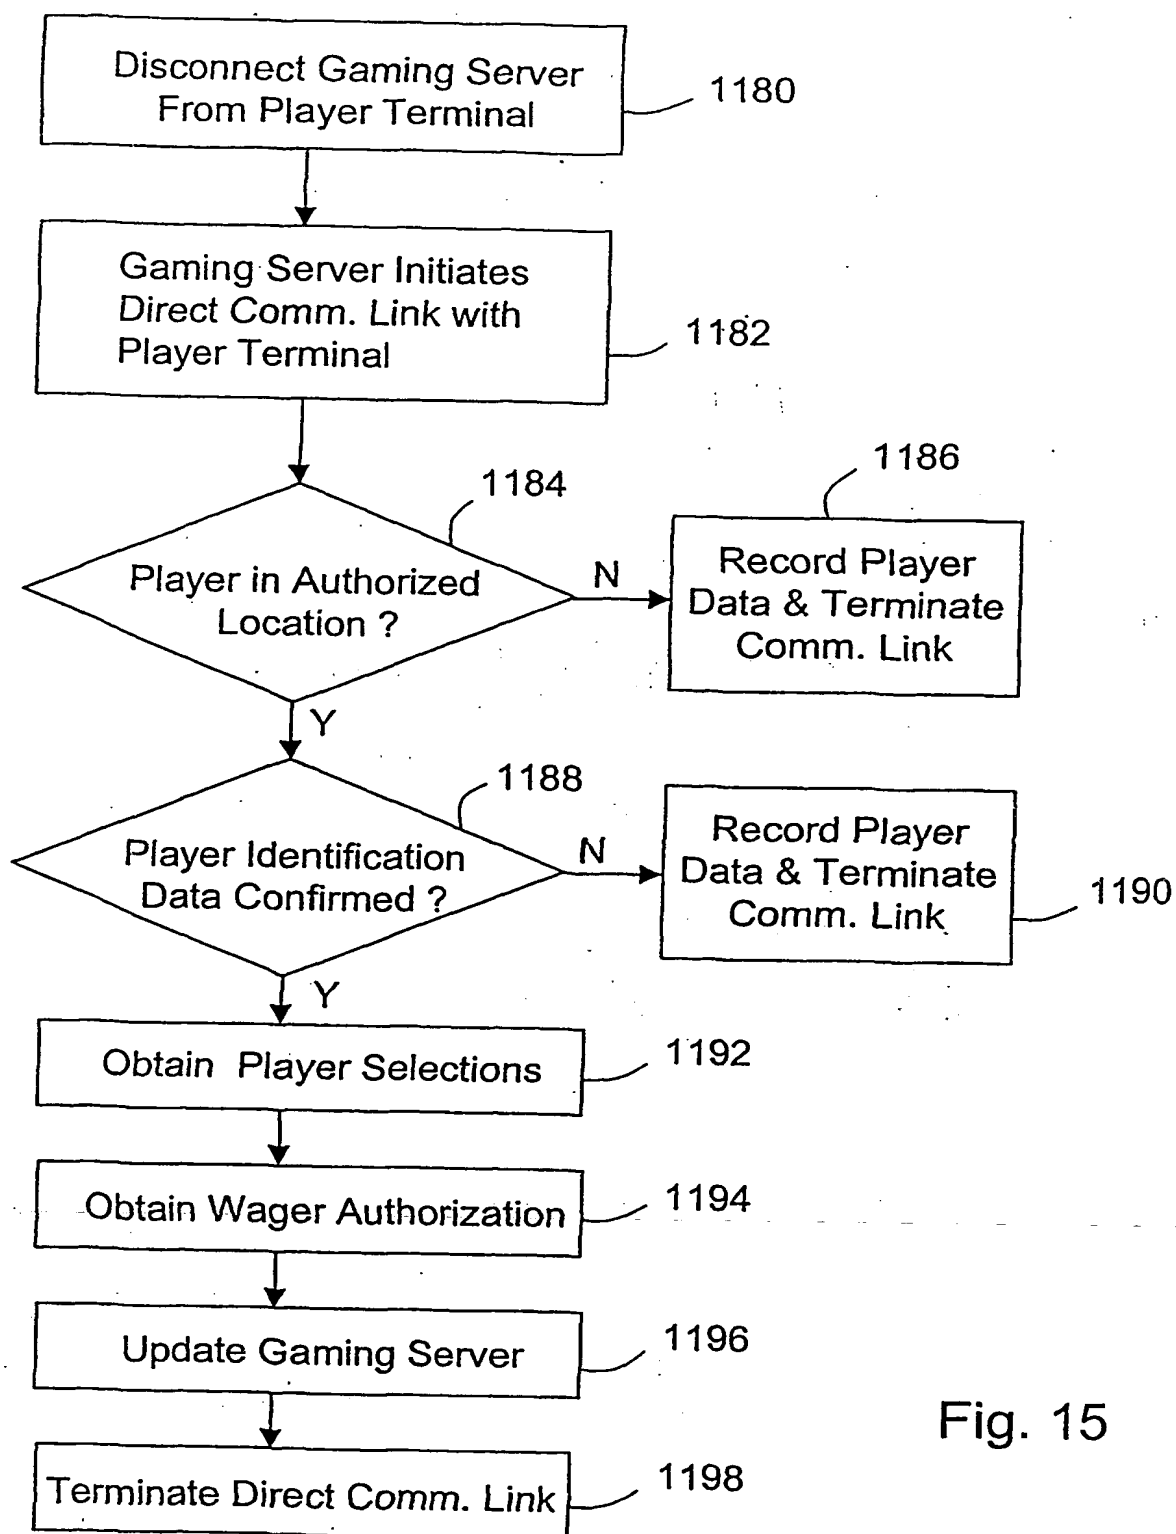 Disconnect Gaming Server
From Player Terminal
1180
Gaming Server Initiates
Direct Comm. Link with
Player Terminal
1182
1184
Player in Authorized
Location ?
N
1186
Record Player
Data & Terminate
Comm. Link
Y
1188
Player Identification
Data Confirmed ?
N
Record Player
Data & Terminate
Comm. Link
1190
Y
Obtain Player Selections
1192
Obtain Wager Authorization
1194
Update Gaming Server
1196
Terminate Direct Comm. Link
1198
Fig. 15